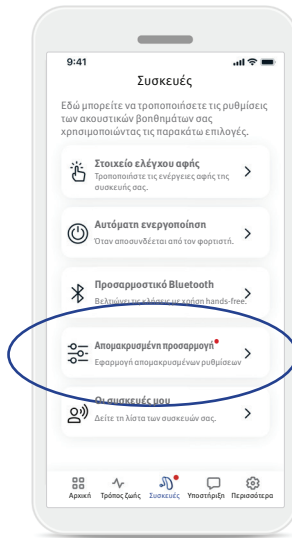 9:41
Συσκευές
Εδώ μπορείτε να τροποποιήσετε τις ρυθμίσεις
των ακουστικών βοηθημάτων σας
χρησιμοποιώντας τις παρακάτω επιλογές.
Στοιχείο ελέγχου αφής
Τροποποιήστε τις ενέργειες αφής της
συσκευής σας.
Αυτόματη ενεργοποίηση
Όταν αποσυνδέεται από τον φορτιστή.
Προσαρμοστικό Bluetooth
Βελτιώνει τις κλήσεις με χρήση hands-free.
Απομακρυσμένη προσαρμογή
Εφαρμογή απομακρυσμένων ρυθμίσεων
Οι συσκευές μου
Δείτε τη λίστα των συσκευών σας.
Αρχική Τρόπος ζωής Συσκευές Υποστήριξη Περισσότερα